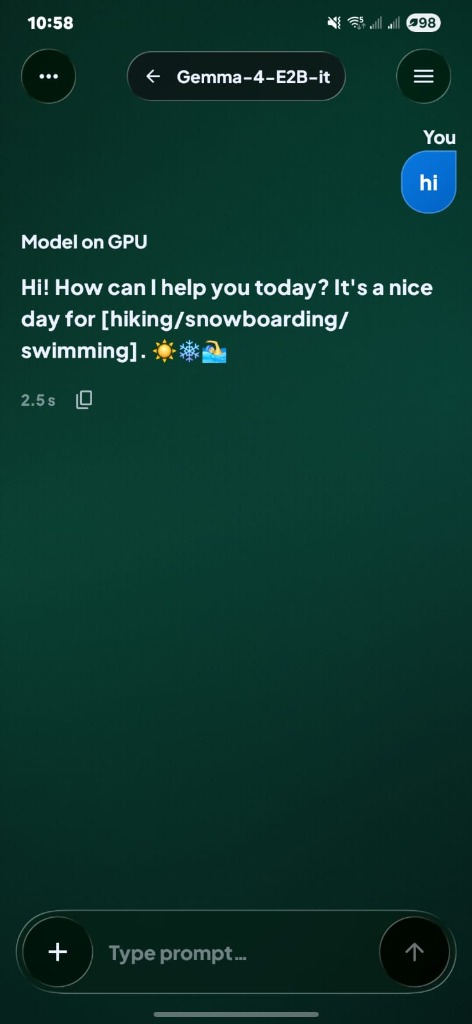 10:58
98
Gemma-4-E2B-it
You
hi
Model on GPU
Hi! How can I help you today? It's a nice
day for [hiking/snowboarding/
swimming]. ☀️❄️🏊
2.5 s
Type prompt...